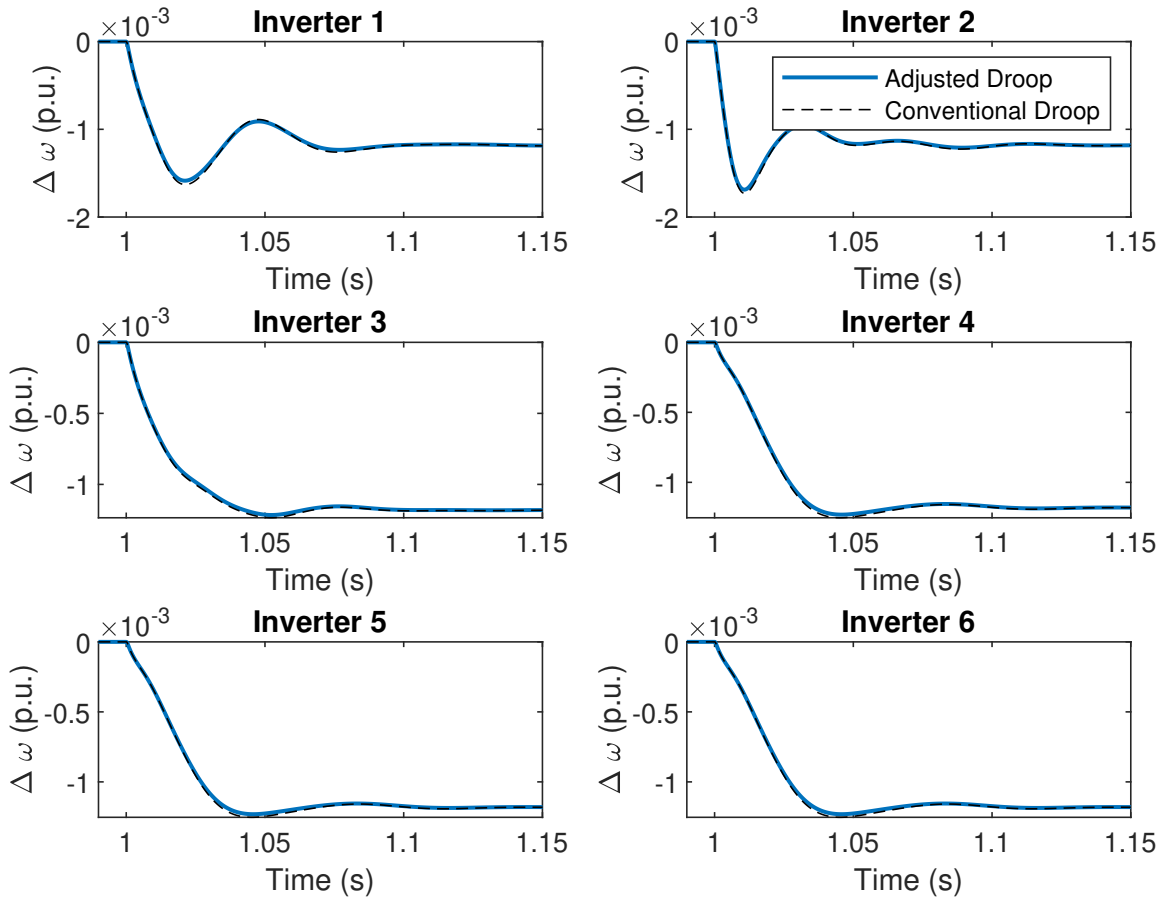 Inverter 1
×10⁻³
0
-1
-2
Δ ω (p.u.)
1 1.05 1.1 1.15
Time (s)
Inverter 2
×10⁻³
0
-1
-2
Δ ω (p.u.)
Adjusted Droop
Conventional Droop
1 1.05 1.1 1.15
Time (s)
Inverter 3
×10⁻³
0
-0.5
-1
Δ ω (p.u.)
1 1.05 1.1 1.15
Time (s)
Inverter 4
×10⁻³
0
-0.5
-1
Δ ω (p.u.)
1 1.05 1.1 1.15
Time (s)
Inverter 5
×10⁻³
0
-0.5
-1
Δ ω (p.u.)
1 1.05 1.1 1.15
Time (s)
Inverter 6
×10⁻³
0
-0.5
-1
Δ ω (p.u.)
1 1.05 1.1 1.15
Time (s)